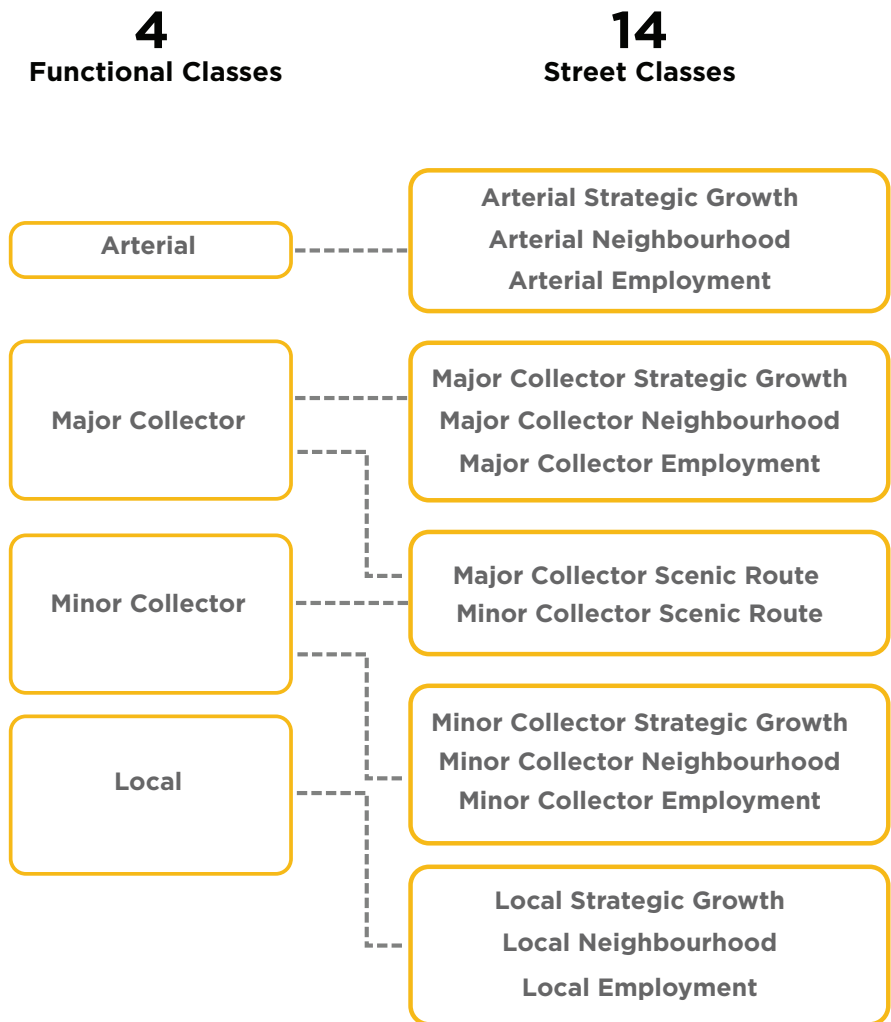 4
Functional Classes
14
Street Classes
Arterial
Arterial Strategic Growth
Arterial Neighbourhood
Arterial Employment
Major Collector
Major Collector Strategic Growth
Major Collector Neighbourhood
Major Collector Employment
Minor Collector
Major Collector Scenic Route
Minor Collector Scenic Route
Local
Minor Collector Strategic Growth
Minor Collector Neighbourhood
Minor Collector Employment
Local Strategic Growth
Local Neighbourhood
Local Employment